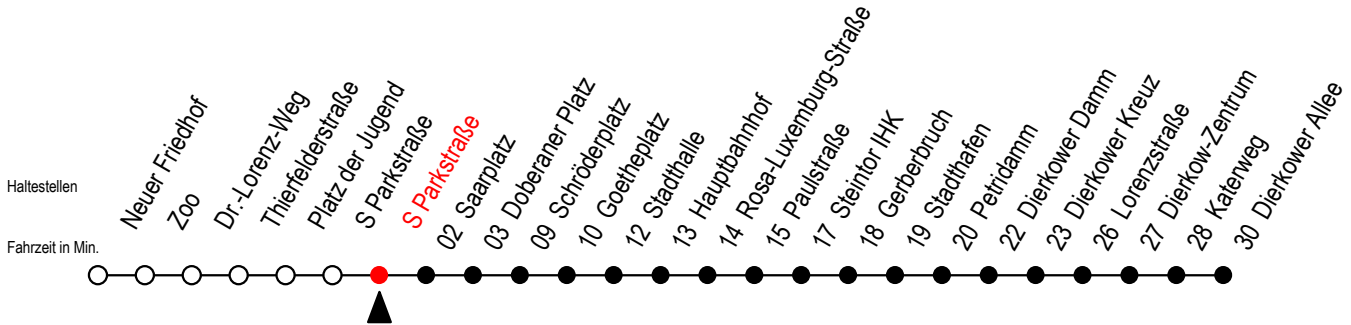 Haltestellen
Fahrzeit in Min.
Neuer Friedhof
Zoo
Dr.-Lorenz-Weg
Thierfelderstraße
Platz der Jugend
S Parkstraße
S Parkstraße
02 Saarplatz
03 Doberaner Platz
09 Schröderplatz
10 Goetheplatz
12 Stadthalle
13 Hauptbahnhof
14 Rosa-Luxemburg-Straße
15 Paulstraße
17 Steintor IHK
18 Gerberbruch
19 Stadthafen
20 Petridamm
22 Dierkower Damm
23 Dierkower Kreuz
26 Lorenzstraße
27 Dierkow-Zentrum
28 Katerweg
30 Dierkower Allee